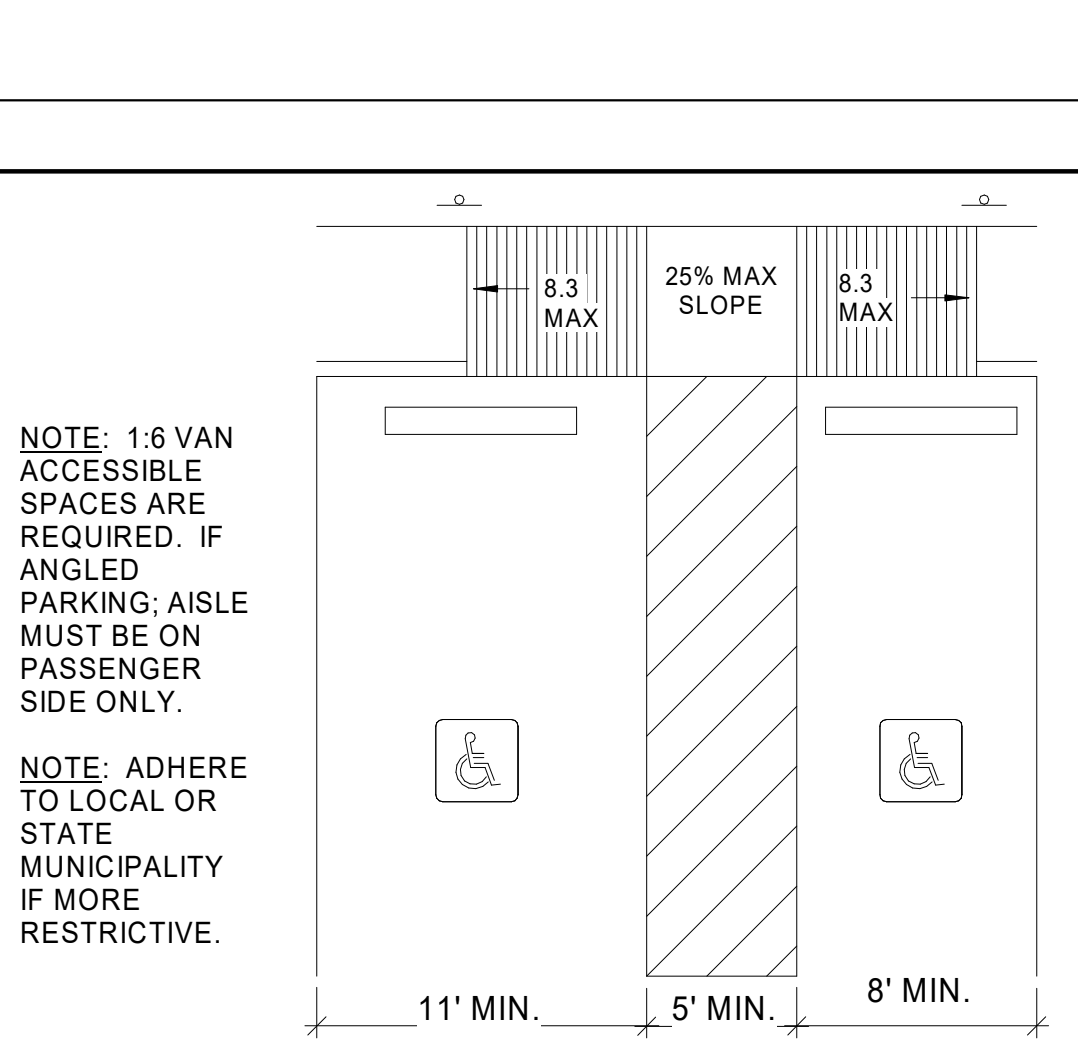 8.3
MAX
25% MAX
SLOPE
8.3
MAX
NOTE: 1:6 VAN
ACCESSIBLE
SPACES ARE
REQUIRED. IF
ANGLED
PARKING; AISLE
MUST BE ON
PASSENGER
SIDE ONLY.
NOTE: ADHERE
TO LOCAL OR
STATE
MUNICIPALITY
IF MORE
RESTRICTIVE.
11' MIN.
5' MIN.
8' MIN.